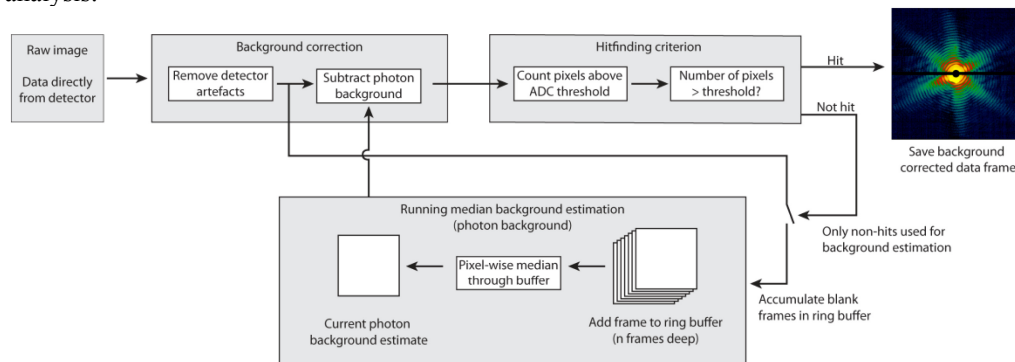 analysis.
Raw image
Data directly
from detector
Background correction
Remove detector
artefacts
Subtract photon
background
Hitfinding criterion
Count pixels above
ADC threshold
Number of pixels
> threshold?
Hit
Not hit
Save background
corrected data frame
Only non-hits used for
background estimation
Accumulate blank
frames in ring buffer
Running median background estimation
(photon background)
Pixel-wise median
through buffer
Current photon
background estimate
Add frame to ring buffer
(n frames deep)